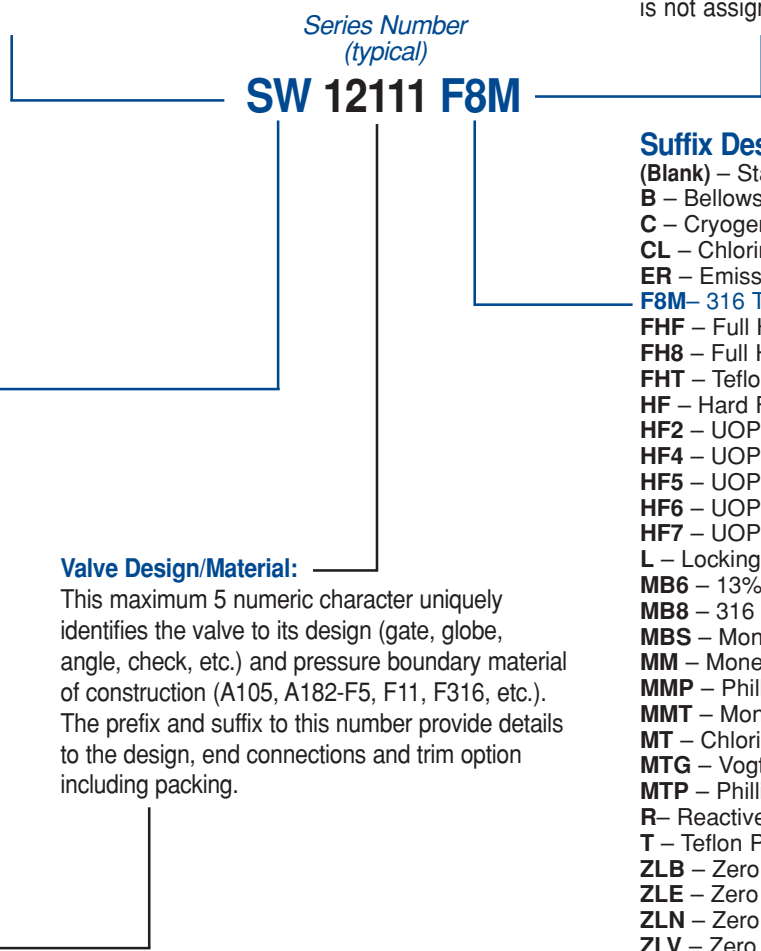 is not assign
Series Number
(typical)
SW 12111 F8M
Valve Design/Material:
This maximum 5 numeric character uniquely
identifies the valve to its design (gate, globe,
angle, check, etc.) and pressure boundary material
of construction (A105, A182-F5, F11, F316, etc.).
The prefix and suffix to this number provide details
to the design, end connections and trim option
including packing.
Suffix Des
(Blank) – Sta
B – Bellows
C – Cryoge
CL – Chlori
ER – Emiss
F8M– 316 T
FHF – Full
FH8 – Full
FHT – Teflo
HF – Hard F
HF2 – UOP
HF4 – UOP
HF5 – UOP
HF6 – UOP
HF7 – UOP
L – Locking
MB6 – 13%
MB8 – 316
MBS – Mon
MM – Mone
MMP – Phil
MMT – Mon
MT – Chlori
MTG – Vogt
MTP – Phill
R– Reactive
T – Teflon P
ZLB – Zero
ZLE – Zero
ZLN – Zero
ZLV – Zero